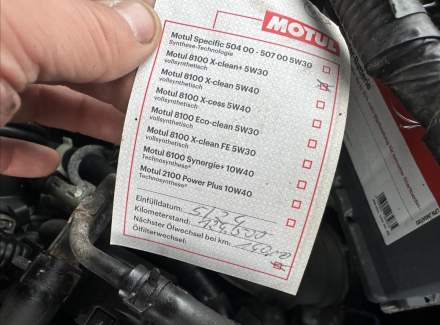 MOTUL
Motul Specific 504 00 - 507 00 5W30
Synthese-Technologie
Motul 8100 X-clean+ 5W30
vollsynthetisch
Motul 8100 X-clean 5W40
vollsynthetisch
Motul 8100 X-cess 5W40
vollsynthetisch
Motul 8100 Eco-clean 5W30
vollsynthetisch
Motul 8100 X-clean FE 5W30
vollsynthetisch
Motul 6100 Synergie+ 10W40
Technosynthese®
Motul 2100 Power Plus 10W40
Technosynthese®
Einfülldatum:
Kilometerstand:
Nächster Ölwechsel bei km:
Ölfilterwechsel: